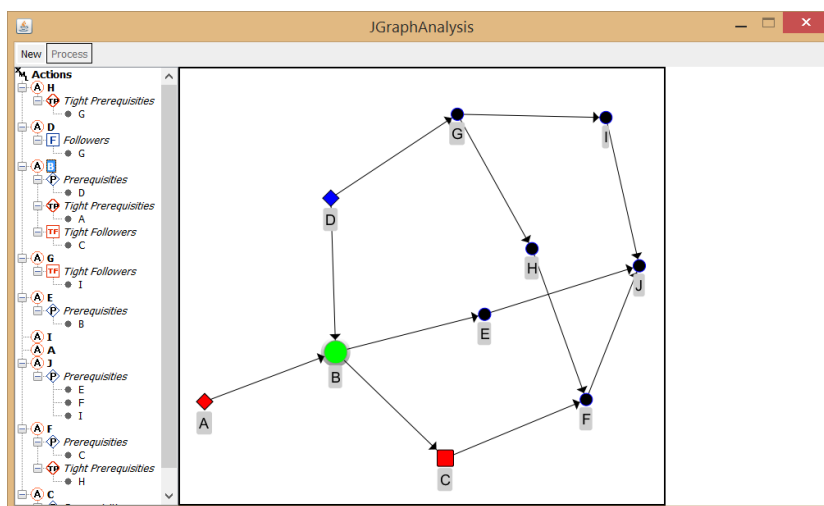 JGraphAnalysis
New Process
XML Actions
A H
TP Tight Prerequisites
G
A D
F Followers
G
A B
P Prerequisites
D
TP Tight Prerequisites
A
TF Tight Followers
C
A G
TF Tight Followers
I
A E
P Prerequisites
B
A I
A A
A J
P Prerequisites
E
F
I
A F
P Prerequisites
C
TP Tight Prerequisites
H
A C
G
I
D
H
J
E
B
A
F
C